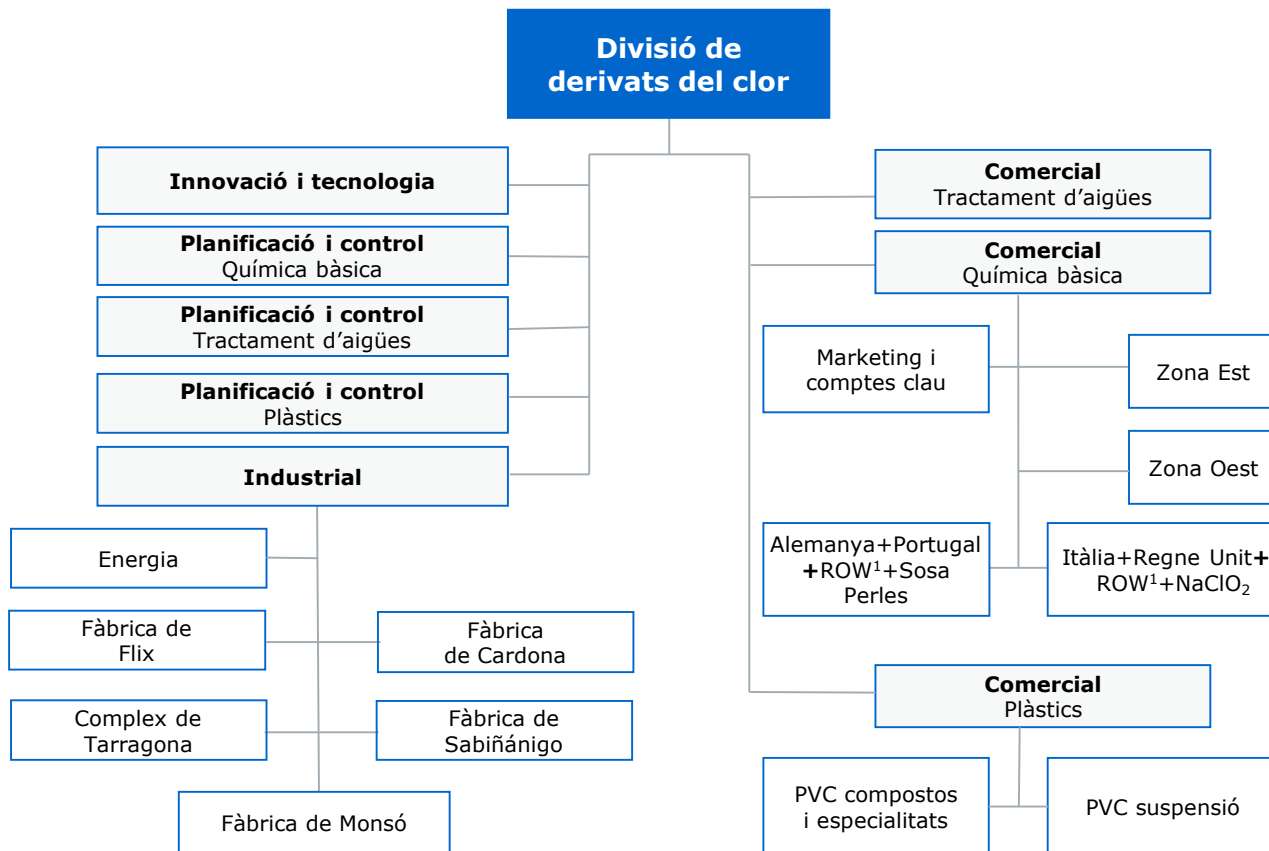 Divisió de
derivats del clor
Innovació i tecnologia
Planificació i control
Química bàsica
Planificació i control
Tractament d’aigües
Planificació i control
Plàstics
Industrial
Energia
Fàbrica de
Flix
Fàbrica
de Cardona
Complex de
Tarragona
Fàbrica de
Sabiñánigo
Fàbrica de Monsó
Comercial
Tractament d’aigües
Comercial
Química bàsica
Marketing i
comptes clau
Zona Est
Zona Oest
Alemanya+Portugal
+ROW¹+Sosa
Perles
Itàlia+Regne Unit+
ROW¹+NaClO₂
Comercial
Plàstics
PVC compostos
i especialitats
PVC suspensió